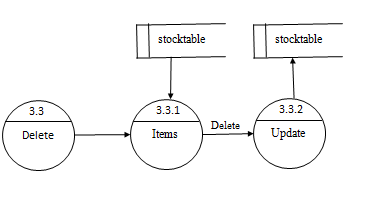 stocktable
stocktable
3.3
Delete
3.3.1
Items
Delete
3.3.2
Update